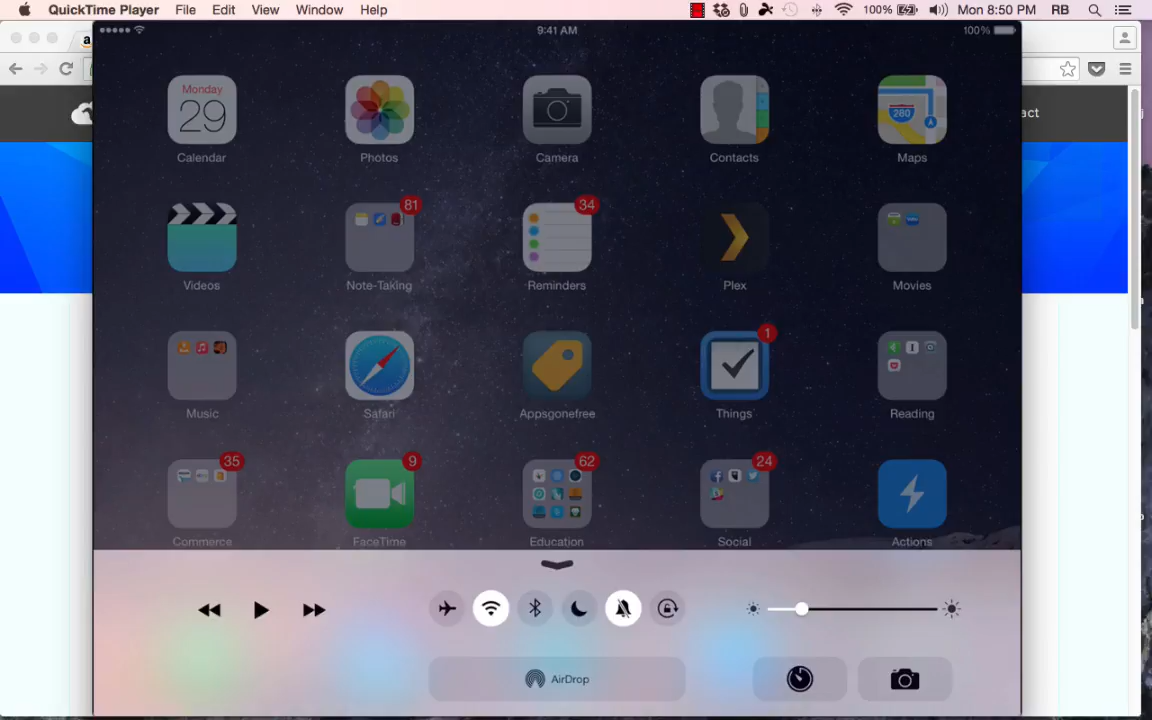 QuickTime Player File Edit View Window Help 100% Mon 8:50 PM RB
9:41 AM 100%
a
act
Monday
29
280
Calendar Photos Camera Contacts Maps
81 34
Videos Note-Taking Reminders Plex Movies
1
Music Safari Appsgonefree Things Reading
35 9 62 24
Commerce FaceTime Education Social Actions
AirDrop